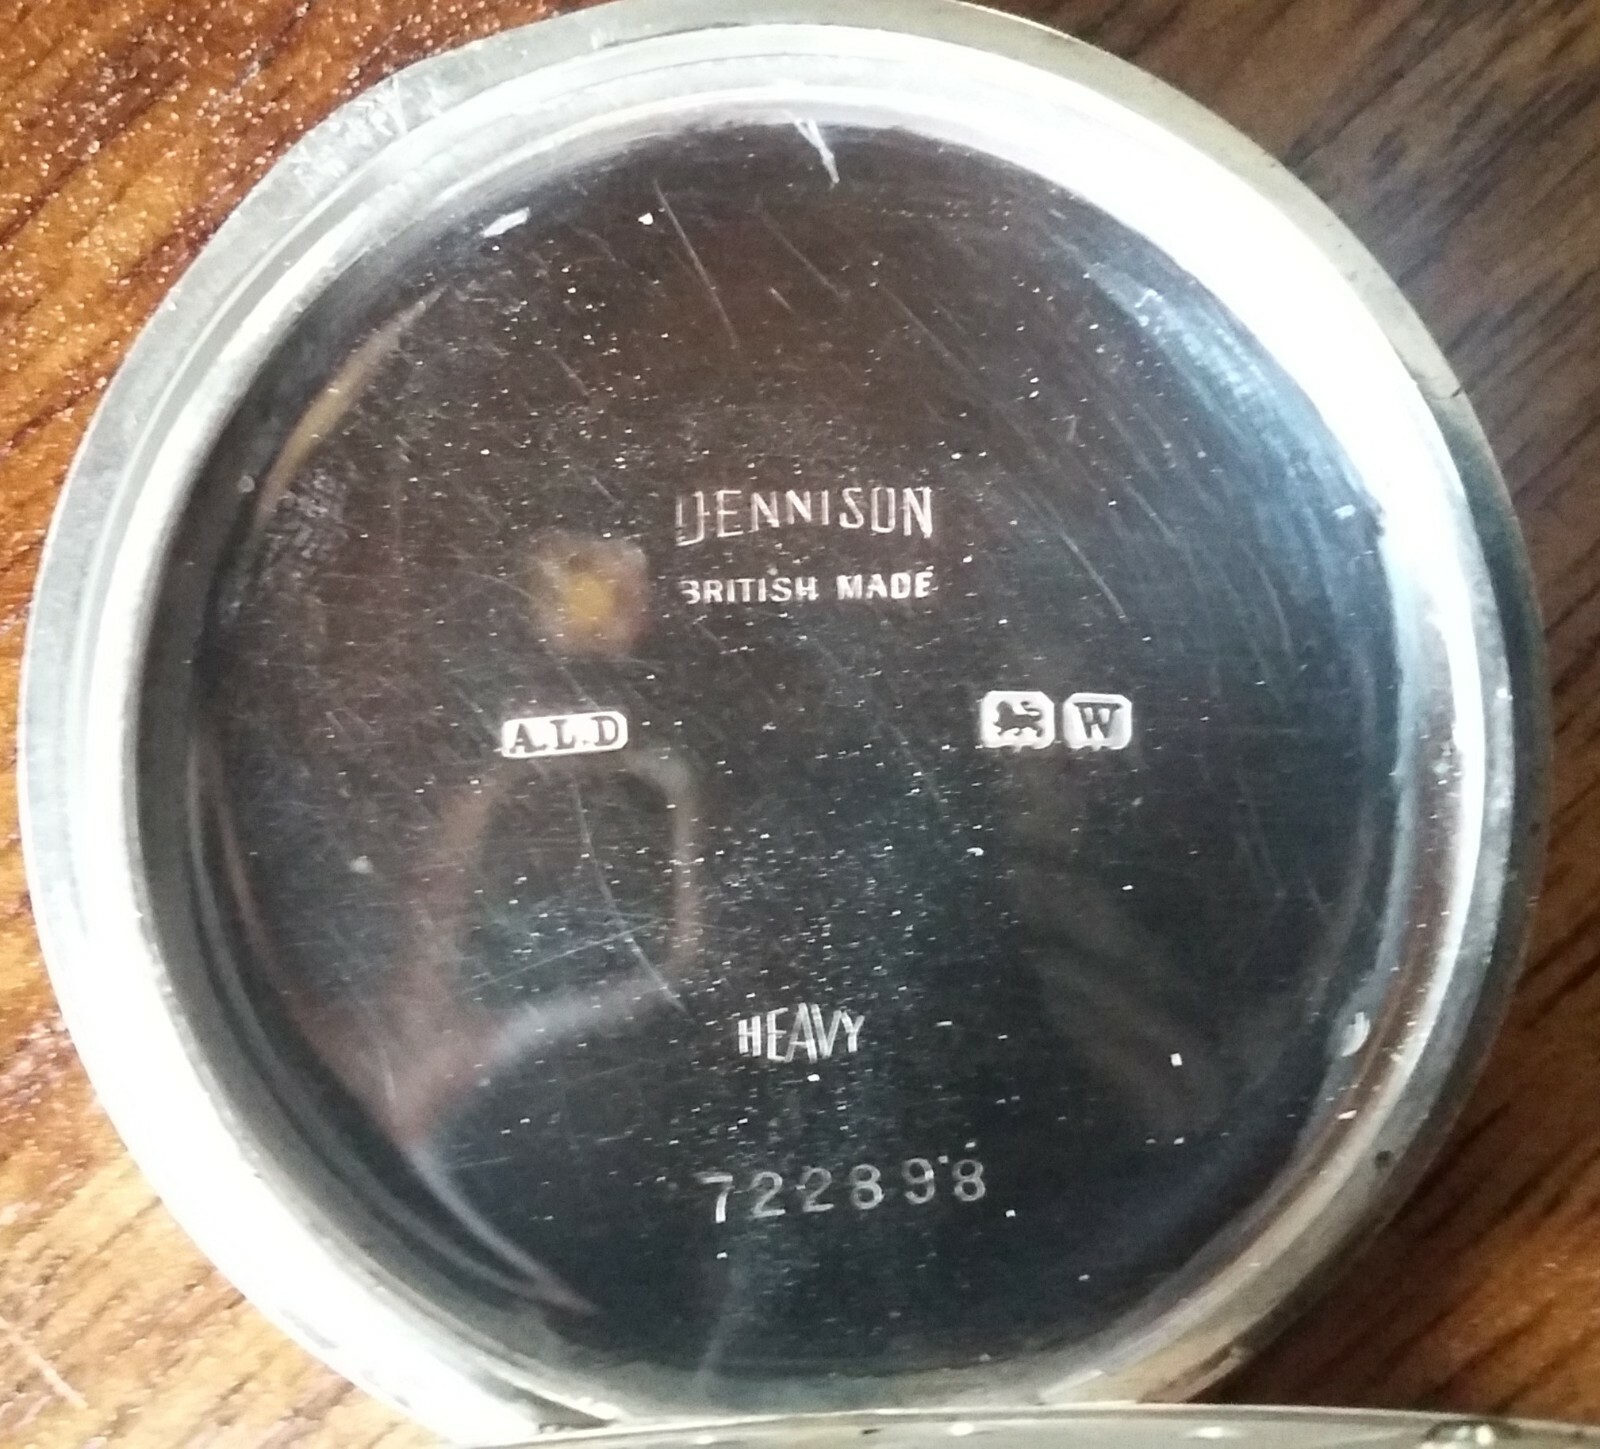 DENNISON
BRITISH MADE
A.L.D W
HEAVY
722898